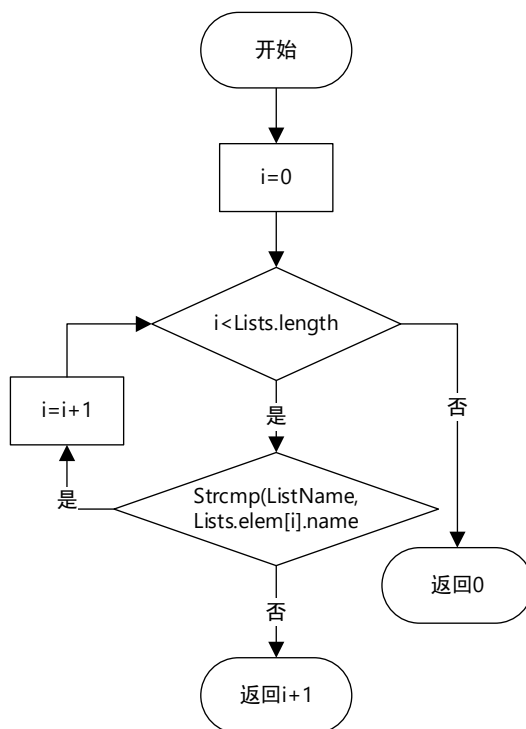 开始
i=0
i<Lists.length
i=i+1
是
否
Strcmp(ListName,
Lists.elem[i].name
是
否
返回0
返回i+1